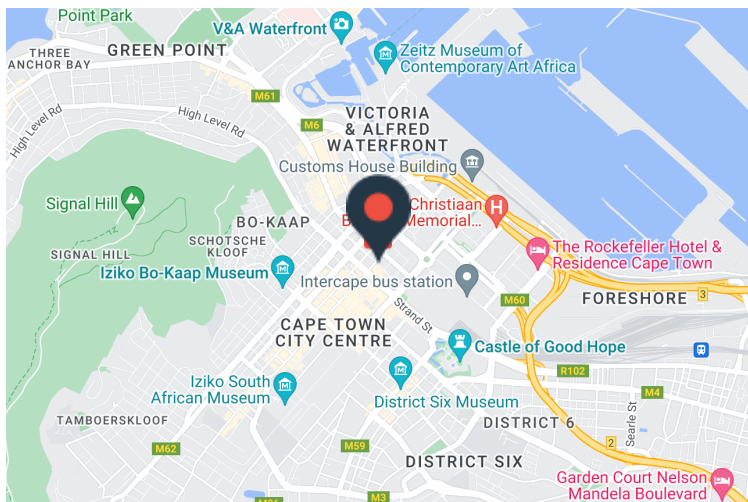 Point Park
V&A Waterfront
THREE
ANCHOR BAY
GREEN POINT
Zeitz Museum of
Contemporary Art Africa
M61
High Level Rd
High Level Rd
M6
VICTORIA
& ALFRED
WATERFRONT
Customs House Building
Signal Hill
BO-KAAP
Christiaan
Memorial...
H
SCHOTSCHE
KLOOF
SIGNAL HILL
The Rockefeller Hotel &
Residence Cape Town
Iziko Bo-Kaap Museum
Intercape bus station
M60
FORESHORE
3
Strand St
CAPE TOWN
CITY CENTRE
Castle of Good Hope
R102
M4
Iziko South
African Museum
District Six Museum
Searle St
TAMBOERSKLOOF
DISTRICT 6
M62
M59
2
DISTRICT SIX
Garden Court Nelson
Mandela Boulevard
M3